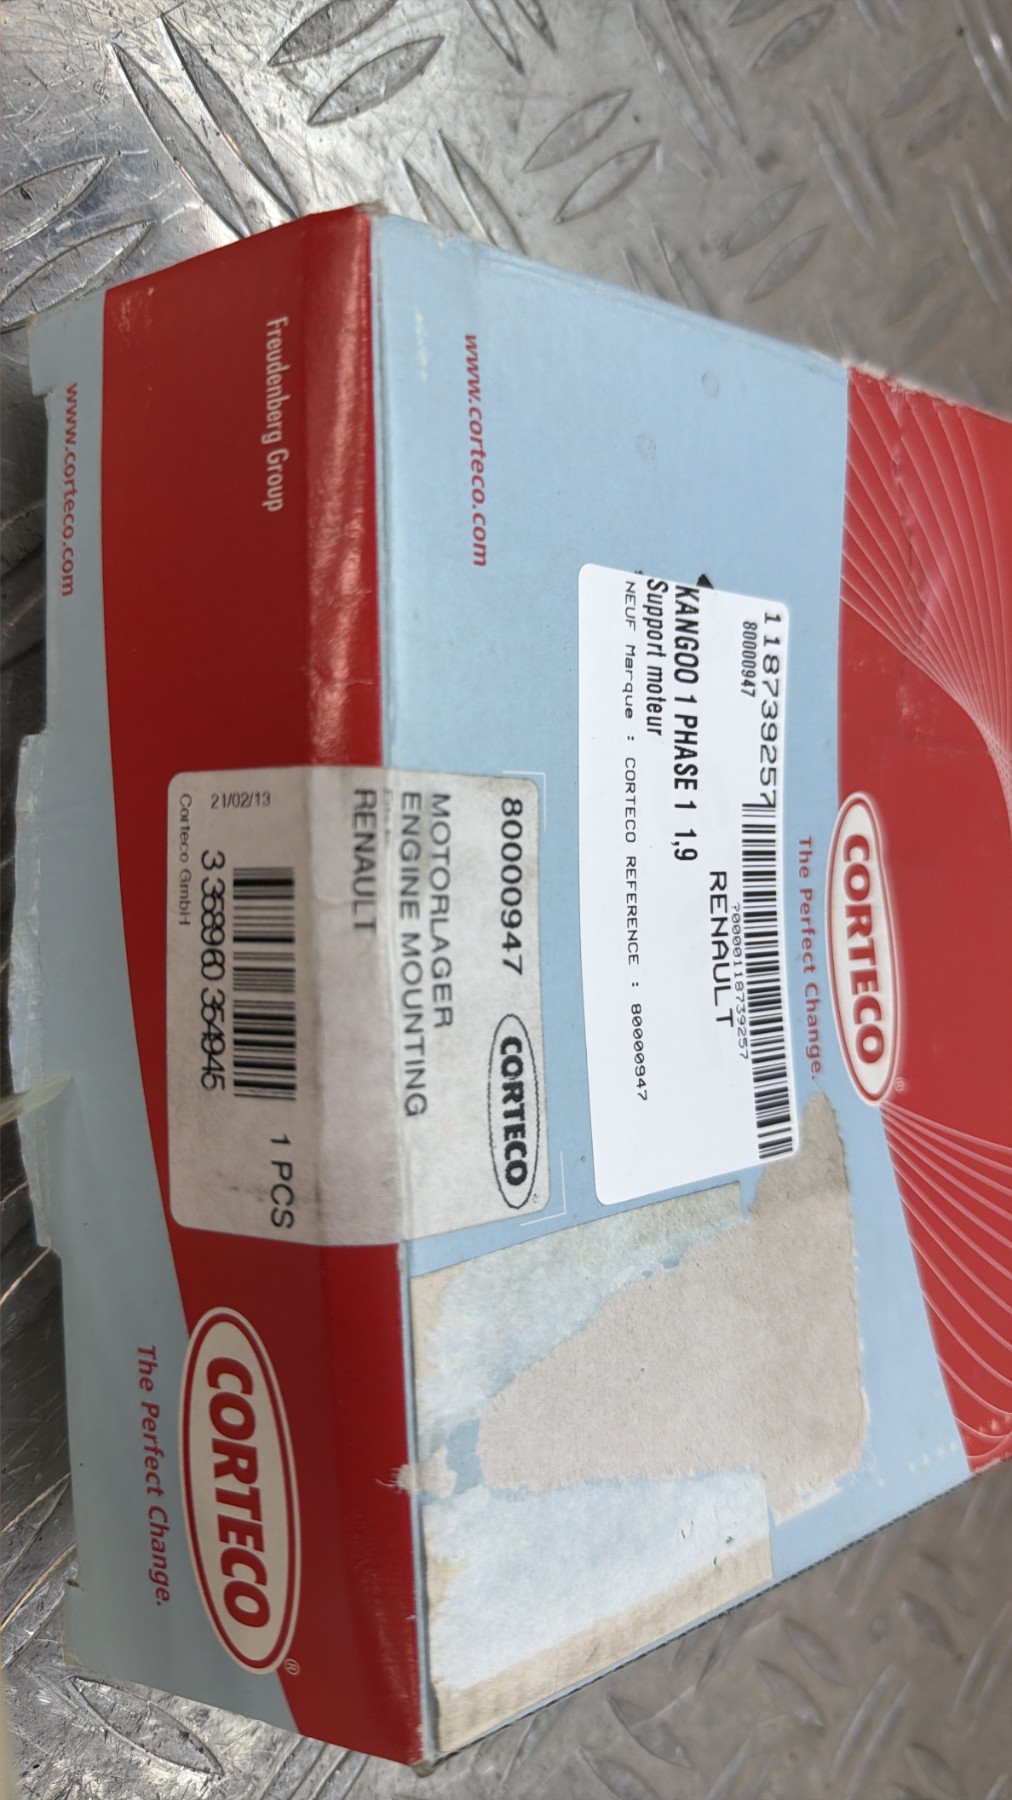 CORTECO®
The Perfect Change.
118739257
80000947
?0000118739257
RENAULT
KANGOO 1 PHASE 1 1,9
Support moteur
NEUF Marque : CORTECO REFERENCE : 80000947
www.corteco.com
80000947 CORTECO
MOTORLAGER
ENGINE MOUNTING
RENAULT
1 PCS
3 358960 354945
21/02/13
Corteco GmbH
Freudenberg Group
CORTECO®
The Perfect Change.
www.corteco.com